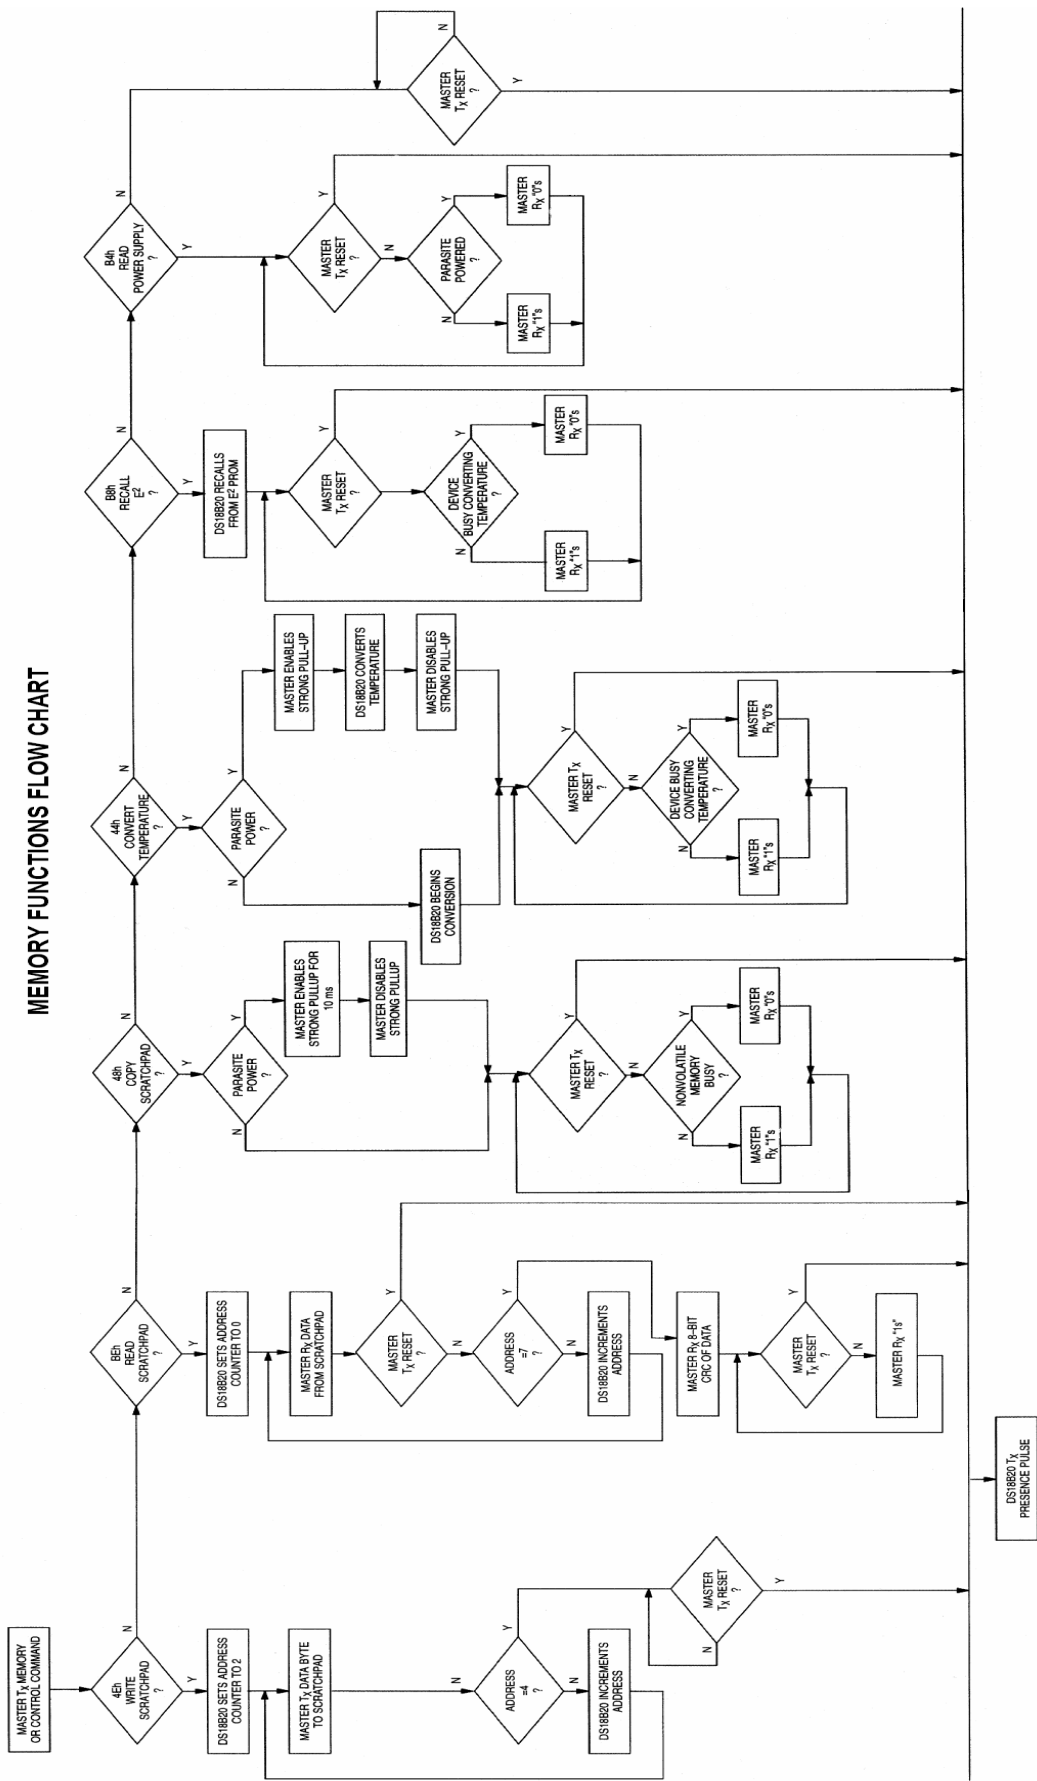 MEMORY FUNCTIONS FLOW CHART
MASTER TX MEMORY
OR CONTROL COMMAND
4Eh
WRITE
SCRATCHPAD
?
N
Y
DS18B20 SETS ADDRESS
COUNTER TO 2
MASTER TX DATA BYTE
TO SCRATCHPAD
N
ADDRESS
=4
?
Y
N
DS18B20 INCREMENTS
ADDRESS
MASTER
TX RESET
?
N
Y
BEh
READ
SCRATCHPAD
?
N
Y
DS18B20 SETS ADDRESS
COUNTER TO 0
MASTER RX DATA
FROM SCRATCHPAD
MASTER
TX RESET
?
Y
N
ADDRESS
=7
?
Y
N
DS18B20 INCREMENTS
ADDRESS
MASTER RX 8-BIT
CRC OF DATA
MASTER
TX RESET
?
Y
N
MASTER RX "1s"
48h
COPY
SCRATCHPAD
?
N
Y
PARASITE
POWER
?
Y
N
MASTER ENABLES
STRONG PULLUP FOR
10 ms
MASTER DISABLES
STRONG PULLUP
MASTER TX
RESET
?
Y
N
NONVOLATILE
MEMORY
BUSY
?
Y
N
MASTER
RX "0"s
MASTER
RX "1"s
44h
CONVERT
TEMPERATURE
?
N
Y
PARASITE
POWER
?
Y
N
MASTER ENABLES
STRONG PULL-UP
DS18B20 CONVERTS
TEMPERATURE
MASTER DISABLES
STRONG PULL-UP
DS18B20 BEGINS
CONVERSION
MASTER TX
RESET
?
Y
N
DEVICE BUSY
CONVERTING
TEMPERATURE
?
Y
N
MASTER
RX "0"s
MASTER
RX "1"s
B8h
RECALL
E2
?
N
Y
DS18B20 RECALLS
FROM E2 PROM
MASTER
TX RESET
?
Y
DEVICE
BUSY CONVERTING
TEMPERATURE
?
Y
N
MASTER
RX "0"s
MASTER
RX "1"s
B4h
READ
POWER SUPPLY
?
N
Y
MASTER
TX RESET
?
Y
N
PARASITE
POWERED
?
Y
N
MASTER
RX "0"s
MASTER
RX "1"s
MASTER
TX RESET
?
N
Y
DS18B20 TX
PRESENCE PULSE